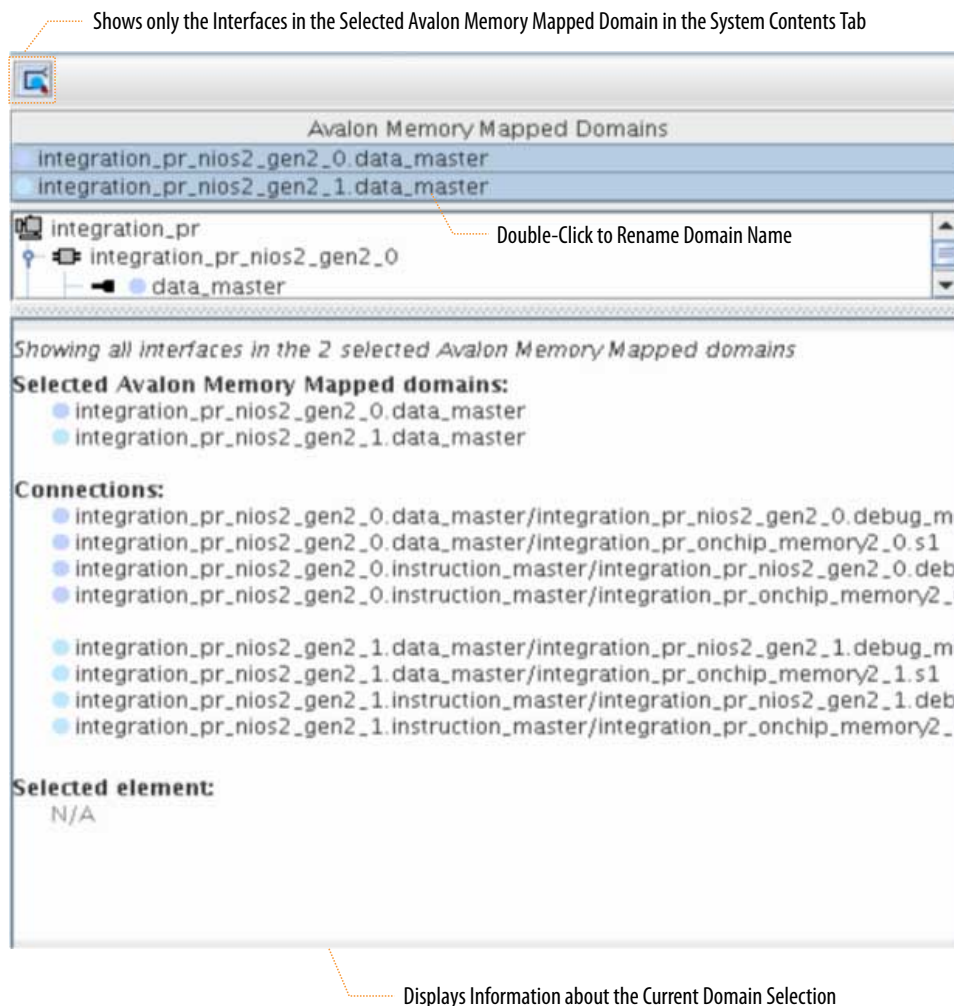 Shows only the Interfaces in the Selected Avalon Memory Mapped Domain in the System Contents Tab
Avalon Memory Mapped Domains
integration_pr_nios2_gen2_0.data_master
integration_pr_nios2_gen2_1.data_master
integration_pr
Double-Click to Rename Domain Name
integration_pr_nios2_gen2_0
data_master
Showing all interfaces in the 2 selected Avalon Memory Mapped domains
Selected Avalon Memory Mapped domains:
integration_pr_nios2_gen2_0.data_master
integration_pr_nios2_gen2_1.data_master
Connections:
integration_pr_nios2_gen2_0.data_master/integration_pr_nios2_gen2_0.debug_m
integration_pr_nios2_gen2_0.data_master/integration_pr_onchip_memory2_0.s1
integration_pr_nios2_gen2_0.instruction_master/integration_pr_nios2_gen2_0.deb
integration_pr_nios2_gen2_0.instruction_master/integration_pr_onchip_memory2_
integration_pr_nios2_gen2_1.data_master/integration_pr_nios2_gen2_1.debug_m
integration_pr_nios2_gen2_1.data_master/integration_pr_onchip_memory2_1.s1
integration_pr_nios2_gen2_1.instruction_master/integration_pr_nios2_gen2_1.deb
integration_pr_nios2_gen2_1.instruction_master/integration_pr_onchip_memory2_
Selected element:
N/A
Displays Information about the Current Domain Selection